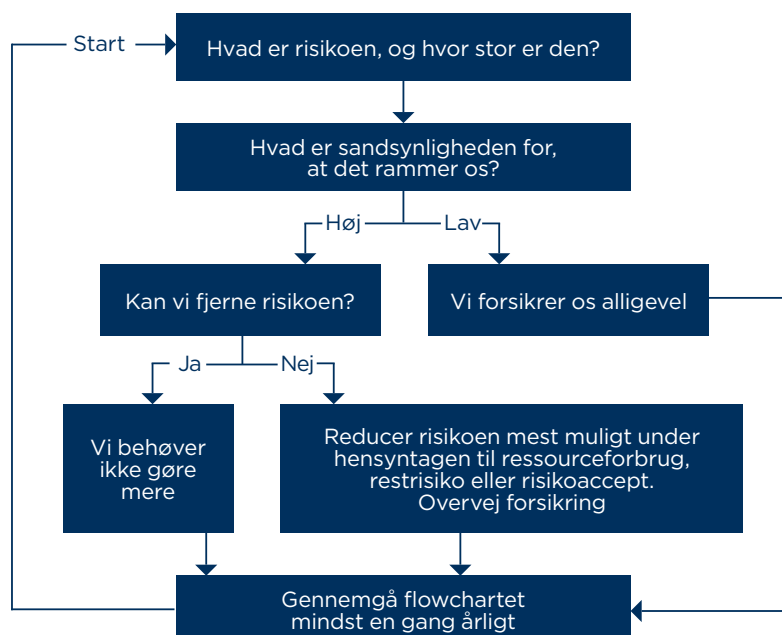 Start
Hvad er risikoen, og hvor stor er den?
Hvad er sandsynligheden for,
at det rammer os?
Høj
Lav
Kan vi fjerne risikoen?
Vi forsikrer os alligevel
Ja
Nej
Vi behøver
ikke gøre
mere
Reducer risikoen mest muligt under
hensyntagen til ressourceforbrug,
restrisiko eller risikoaccept.
Overvej forsikring
Gennemgå flowchartet
mindst en gang årligt